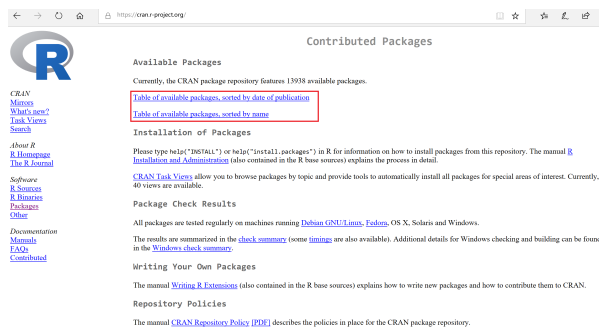 https://cran.r-project.org/
Contributed Packages
R
CRAN
Mirrors
What's new?
Task Views
Search
About R
R Homepage
The R Journal
Software
R Sources
R Binaries
Packages
Other
Documentation
Manuals
FAQs
Contributed
Available Packages
Currently, the CRAN package repository features 13938 available packages.
Table of available packages, sorted by date of publication
Table of available packages, sorted by name
Installation of Packages
Please type help("INSTALL") or help("install.packages") in R for information on how to install packages from this repository. The manual R
Installation and Administration (also contained in the R base sources) explains the process in detail.
CRAN Task Views allow you to browse packages by topic and provide tools to automatically install all packages for special areas of interest. Currently,
40 views are available.
Package Check Results
All packages are tested regularly on machines running Debian GNU/Linux, Fedora, OS X, Solaris and Windows.
The results are summarized in the check summary (some timings are also available). Additional details for Windows checking and building can be foun
in the Windows check summary.
Writing Your Own Packages
The manual Writing R Extensions (also contained in the R base sources) explains how to write new packages and how to contribute them to CRAN.
Repository Policies
The manual CRAN Repository Policy [PDF] describes the policies in place for the CRAN package repository.